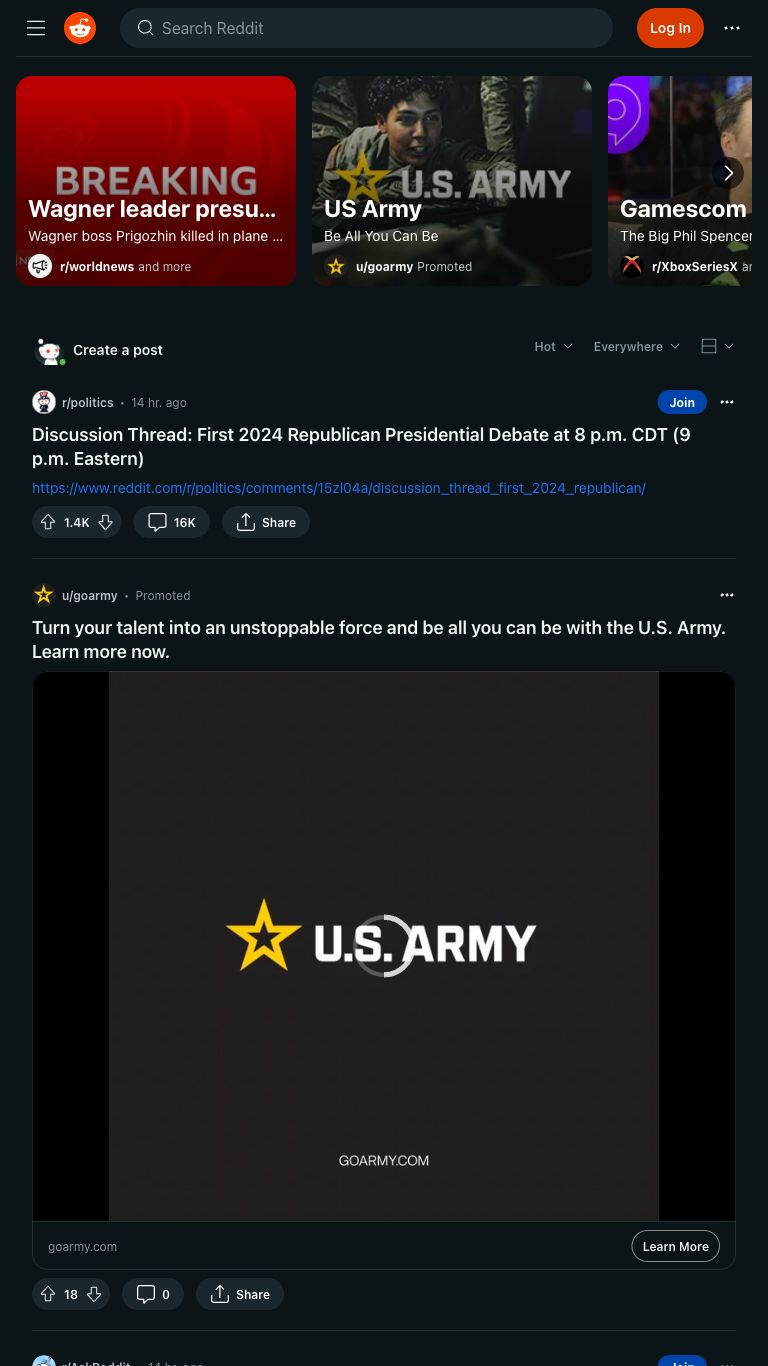 Search Reddit
Log In
BREAKING
Wagner leader presu...
Wagner boss Prigozhin killed in plane ...
r/worldnews and more
U.S. ARMY
US Army
Be All You Can Be
u/goarmy Promoted
Gamescom
The Big Phil Spencer
r/XboxSeriesX
Create a post
Hot
Everywhere
r/politics • 14 hr. ago
Join
Discussion Thread: First 2024 Republican Presidential Debate at 8 p.m. CDT (9
p.m. Eastern)
https://www.reddit.com/r/politics/comments/15zl04a/discussion_thread_first_2024_republican/
1.4K
16K
Share
u/goarmy • Promoted
Turn your talent into an unstoppable force and be all you can be with the U.S. Army.
Learn more now.
U.S. ARMY
GOARMY.COM
goarmy.com
Learn More
18
0
Share
r/AskReddit
Join